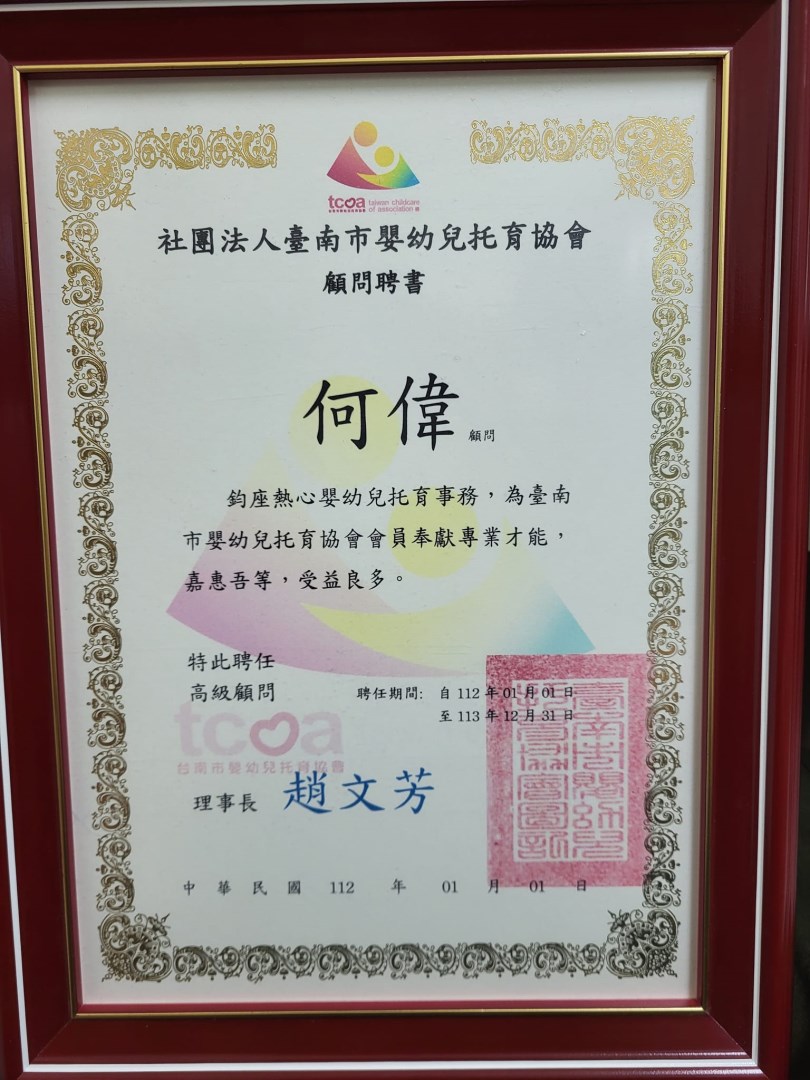 tcoa taiwan childcare
of association
社團法人臺南市嬰幼兒托育協會
顧問聘書
何偉 顧問
鈞座熱心嬰幼兒托育事務，為臺南
市嬰幼兒托育協會會員奉獻專業才能，
嘉惠吾等，受益良多。
特此聘任
高級顧問
聘任期間: 自 112 年 01 月 01 日
至 113 年 12 月 31 日
tcoa
台南市嬰幼兒托育協會
理事長 趙文芳
中 華 民 國 112 年 01 月 01 日